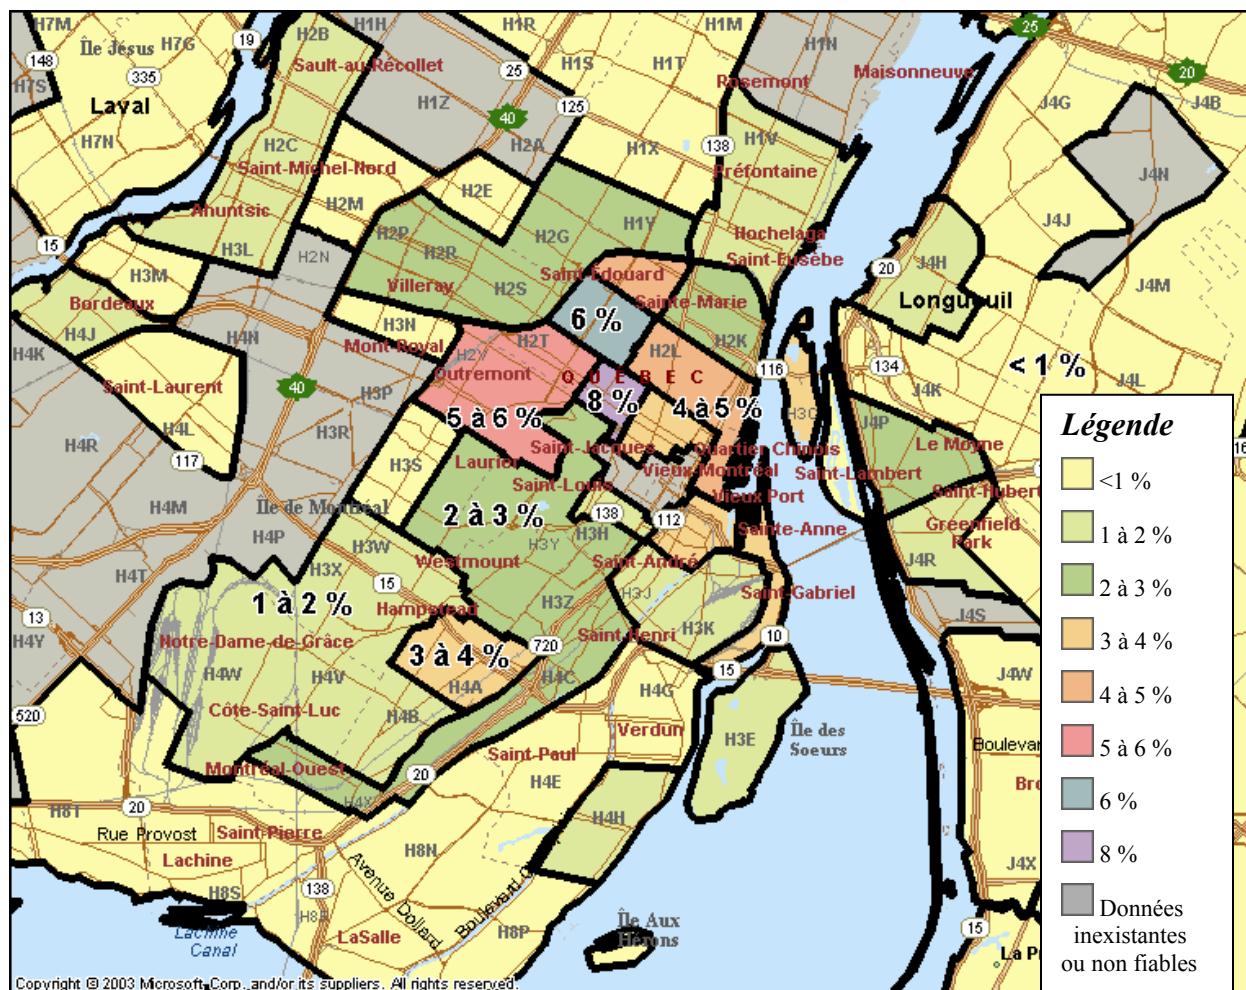 H7M
Île Jésus
H7G
19
H2B
H1H
H1R
H1M
25
148
335
Sault-au-Récollet
25
H1S
H1T
H1N
Maisonneuve
20
H7S
Laval
H1Z
40
125
Rosemont
J4G
J4B
H7N
H2C
H2A
H1X
138
H1V
Saint-Michel-Nord
H2E
Préfontaine
J4N
Ahuntsic
H2M
H2P
H2R
H2G
H1Y
Hochelaga
J4J
15
H3L
H2N
Saint-Eusèbe
20
J4H
H3M
Villeray
H2S
Saint-Édouard
Sainte-Marie
Longueuil
J4M
Bordeaux
H4J
H4N
H3N
6 %
H2K
H4K
Mont-Royal
H2V
H2T
H2L
116
134
< 1 %
Saint-Laurent
40
H3P
Outremont
QUÉBEC
J4K
J4L
5 à 6 %
8 %
4 à 5 %
H3C
J4P
H4R
H4L
H3R
Saint-Jacques
Quartier Chinois
Le Moyne
117
H3S
Laurier
Vieux Montréal
Saint-Lambert
Saint-Louis
Vieux Port
Saint-Hubert
H4M
Île de Montréal
2 à 3 %
138
112
Sainte-Anne
Greenfield
Park
H4P
H3W
H3Y
H3H
H4T
H3X
15
Westmount
Saint-André
J4R
1 à 2 %
Hampstead
H3Z
H3J
Saint-Gabriel
J4S
13
H4Y
Notre-Dame-de-Grâce
720
Saint-Henri
H3K
10
3 à 4 %
H4W
H4V
H4A
H4C
H4G
15
J4W
520
Côte-Saint-Luc
H4B
Verdun
H3E
Île des
Soeurs
Boulevar
Saint-Paul
Montréal-Ouest
20
H4E
Bro
H8T
20
H4X
H4H
Rue Provost
Saint-Pierre
H8N
Lachine
Avenue Dollard
J4X
H8S
138
Boulevard
H8R
H8P
Île Aux
Hérons
15
Lachine
Canal
LaSalle
La Pr
16
Copyright © 2003 Microsoft Corp. and/or its suppliers. All rights reserved.
Légende
<1 %
1 à 2 %
2 à 3 %
3 à 4 %
4 à 5 %
5 à 6 %
6 %
8 %
Données
inexistantes
ou non fiables